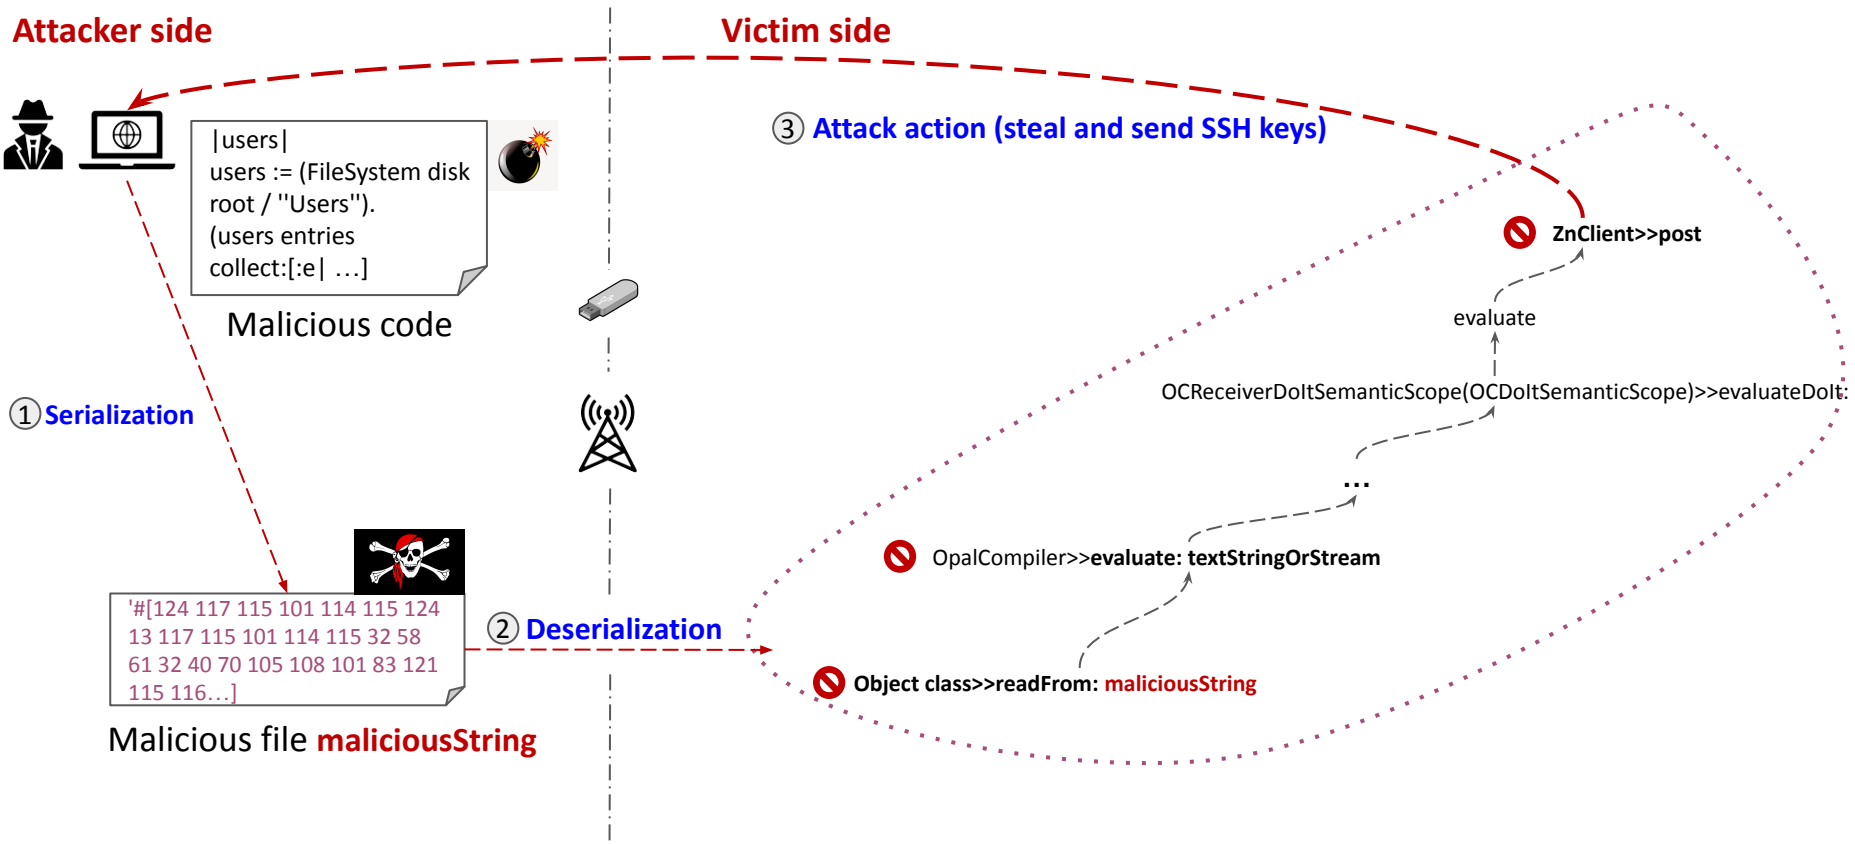 Attacker side
Victim side
|users|
users := (FileSystem disk
root / ''Users'').
(users entries
collect:[:e| …]
Malicious code
3 Attack action (steal and send SSH keys)
ZnClient>>post
evaluate
OCReceiverDoItSemanticScope(OCDoItSemanticScope)>>evaluateDoIt:
1 Serialization
...
OpalCompiler>>evaluate: textStringOrStream
'#[124 117 115 101 114 115 124
13 117 115 101 114 115 32 58
61 32 40 70 105 108 101 83 121
115 116…]
2 Deserialization
Object class>>readFrom: maliciousString
Malicious file maliciousString